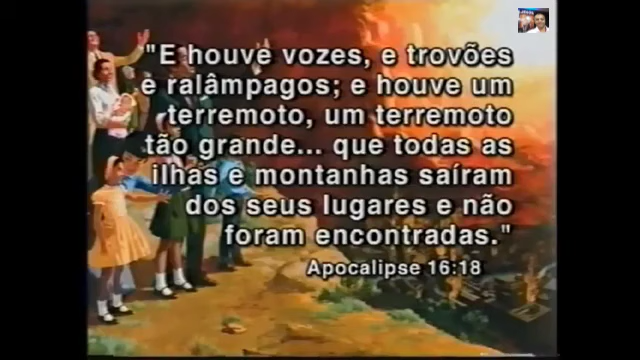 "E houve vozes, e trovões
e ralâmpagos; e houve um
terremoto, um terremoto
tão grande... que todas as
ilhas e montanhas saíram
dos seus lugares e não
foram encontradas."
Apocalipse 16:18